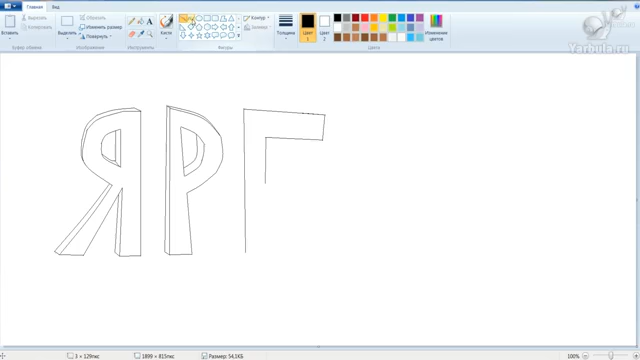 Главная Вид
Вставить
Вырезать
Копировать
Буфер обмена
Выделить
Обрезать
Изменить размер
Повернуть
Изображение
Инструменты
Кисти
Контур
Заливка
Фигуры
Толщина
Цвет 1
Цвет 2
Изменение цветов
Цвета
Yarbula.ru
Я Р Г
3 × 129пкс
1899 × 815пкс
Размер: 54,1КБ
100%